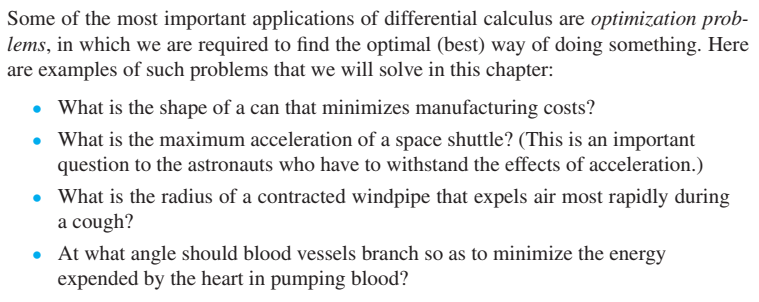 Some of the most important applications of differential calculus are optimization prob-
lems, in which we are required to find the optimal (best) way of doing something. Here
are examples of such problems that we will solve in this chapter:
• What is the shape of a can that minimizes manufacturing costs?
• What is the maximum acceleration of a space shuttle? (This is an important
question to the astronauts who have to withstand the effects of acceleration.)
• What is the radius of a contracted windpipe that expels air most rapidly during
a cough?
• At what angle should blood vessels branch so as to minimize the energy
expended by the heart in pumping blood?